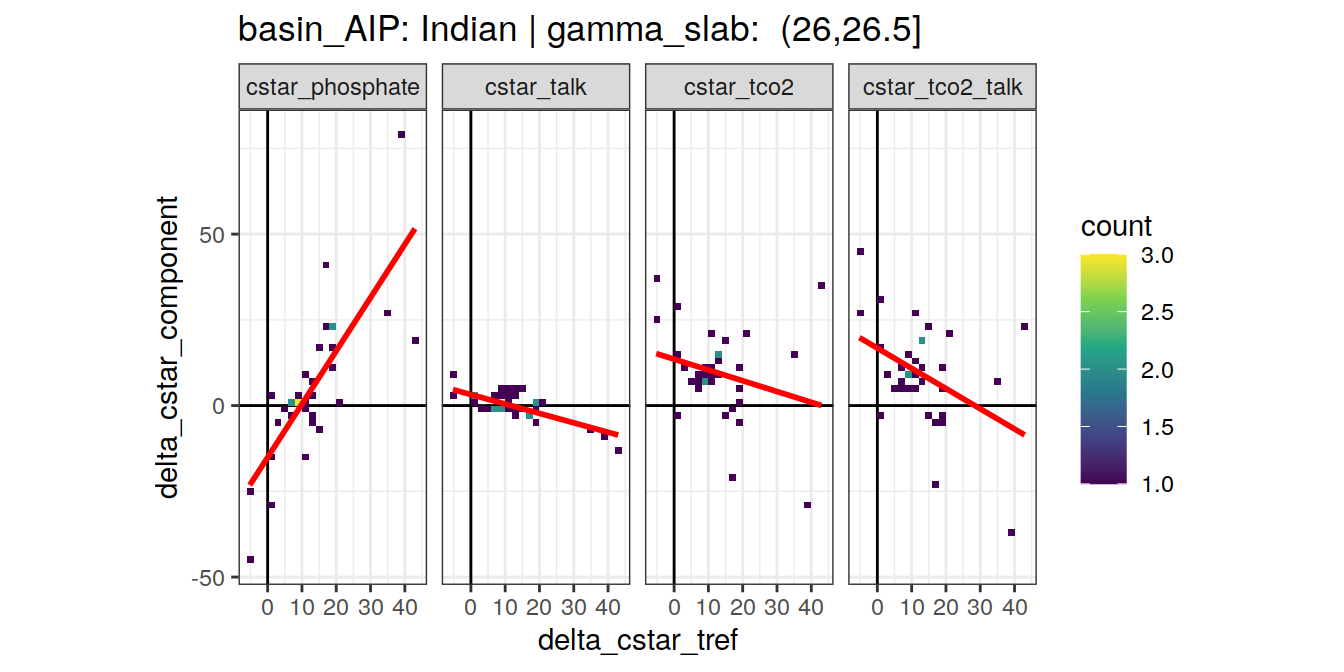 basin_AIP: Indian | gamma_slab:  (26,26.5]
cstar_phosphate cstar_talk cstar_tco2 cstar_tco2_talk
delta_cstar_component
50
0
-50
0 10 20 30 40 0 10 20 30 40 0 10 20 30 40 0 10 20 30 40
delta_cstar_tref
count
3.0
2.5
2.0
1.5
1.0